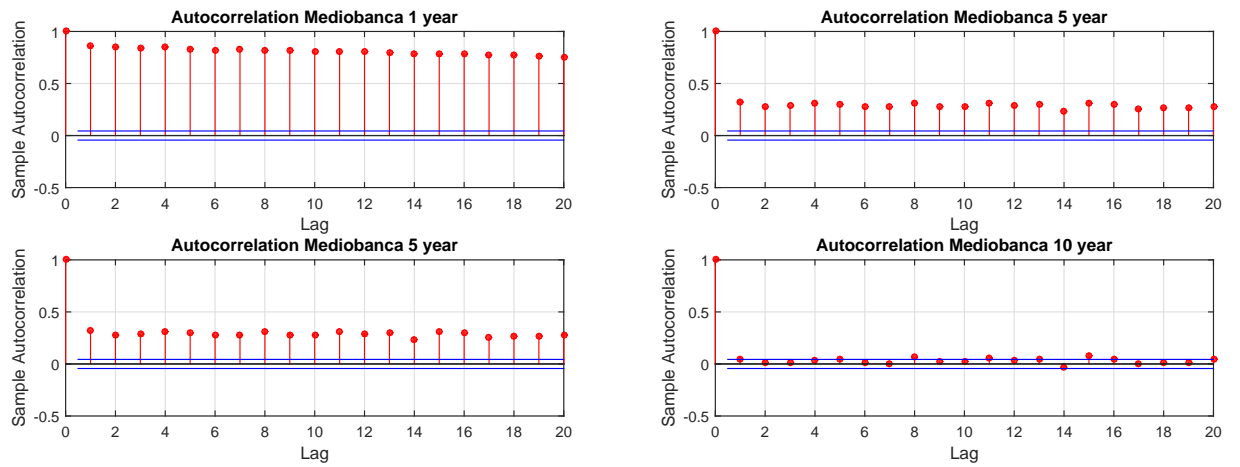 Autocorrelation Mediobanca 1 year
Sample Autocorrelation
1
0.5
0
-0.5
0 2 4 6 8 10 12 14 16 18 20
Lag
Autocorrelation Mediobanca 5 year
Sample Autocorrelation
1
0.5
0
-0.5
0 2 4 6 8 10 12 14 16 18 20
Lag
Autocorrelation Mediobanca 5 year
Sample Autocorrelation
1
0.5
0
-0.5
0 2 4 6 8 10 12 14 16 18 20
Lag
Autocorrelation Mediobanca 10 year
Sample Autocorrelation
1
0.5
0
-0.5
0 2 4 6 8 10 12 14 16 18 20
Lag